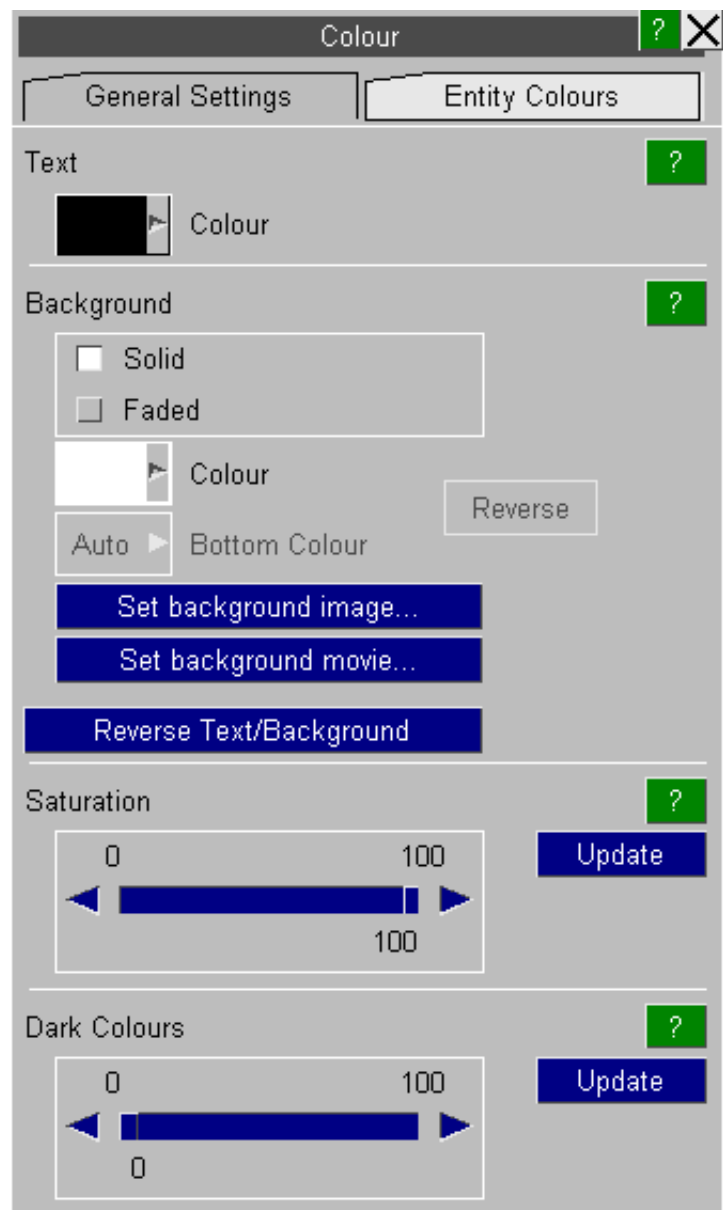 Colour ?
General Settings Entity Colours
Text ?
Colour
Background ?
Solid
Faded
Colour
Reverse
Auto Bottom Colour
Set background image...
Set background movie...
Reverse Text/Background
Saturation ?
0 100 Update
100
Dark Colours ?
0 100 Update
0